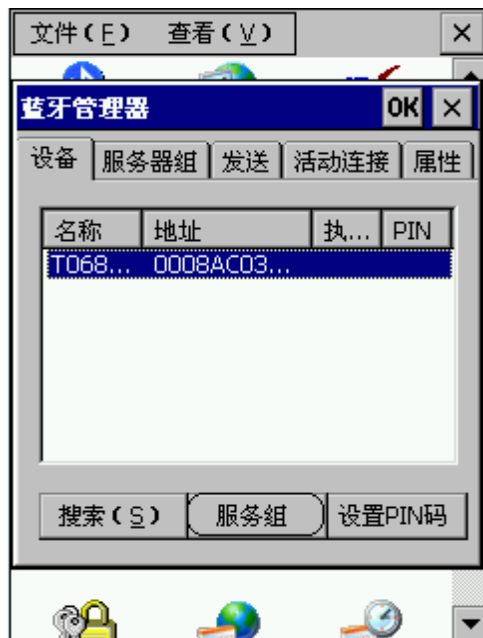 文件(F) 查看(V) ×
蓝牙管理器 OK ×
设备 服务器组 发送 活动连接 属性
名称 地址 执... PIN
T068... 0008AC03...
搜索(S) 服务组 设置PIN码